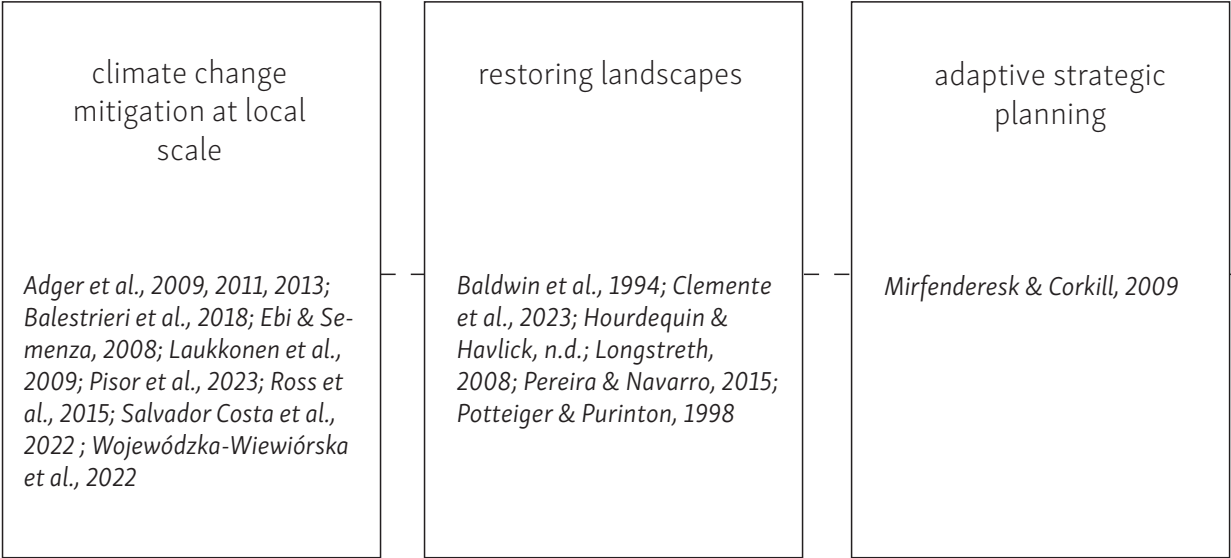 climate change
mitigation at local
scale
Adger et al., 2009, 2011, 2013;
Balestrieri et al., 2018; Ebi & Se-
menza, 2008; Laukkonen et al.,
2009; Pisor et al., 2023; Ross et
al., 2015; Salvador Costa et al.,
2022 ; Wojewódzka-Wiewiórska
et al., 2022
restoring landscapes
Baldwin et al., 1994; Clemente
et al., 2023; Hourdequin &
Havlick, n.d.; Longstreth,
2008; Pereira & Navarro, 2015;
Potteiger & Purinton, 1998
adaptive strategic
planning
Mirfenderesk & Corkill, 2009